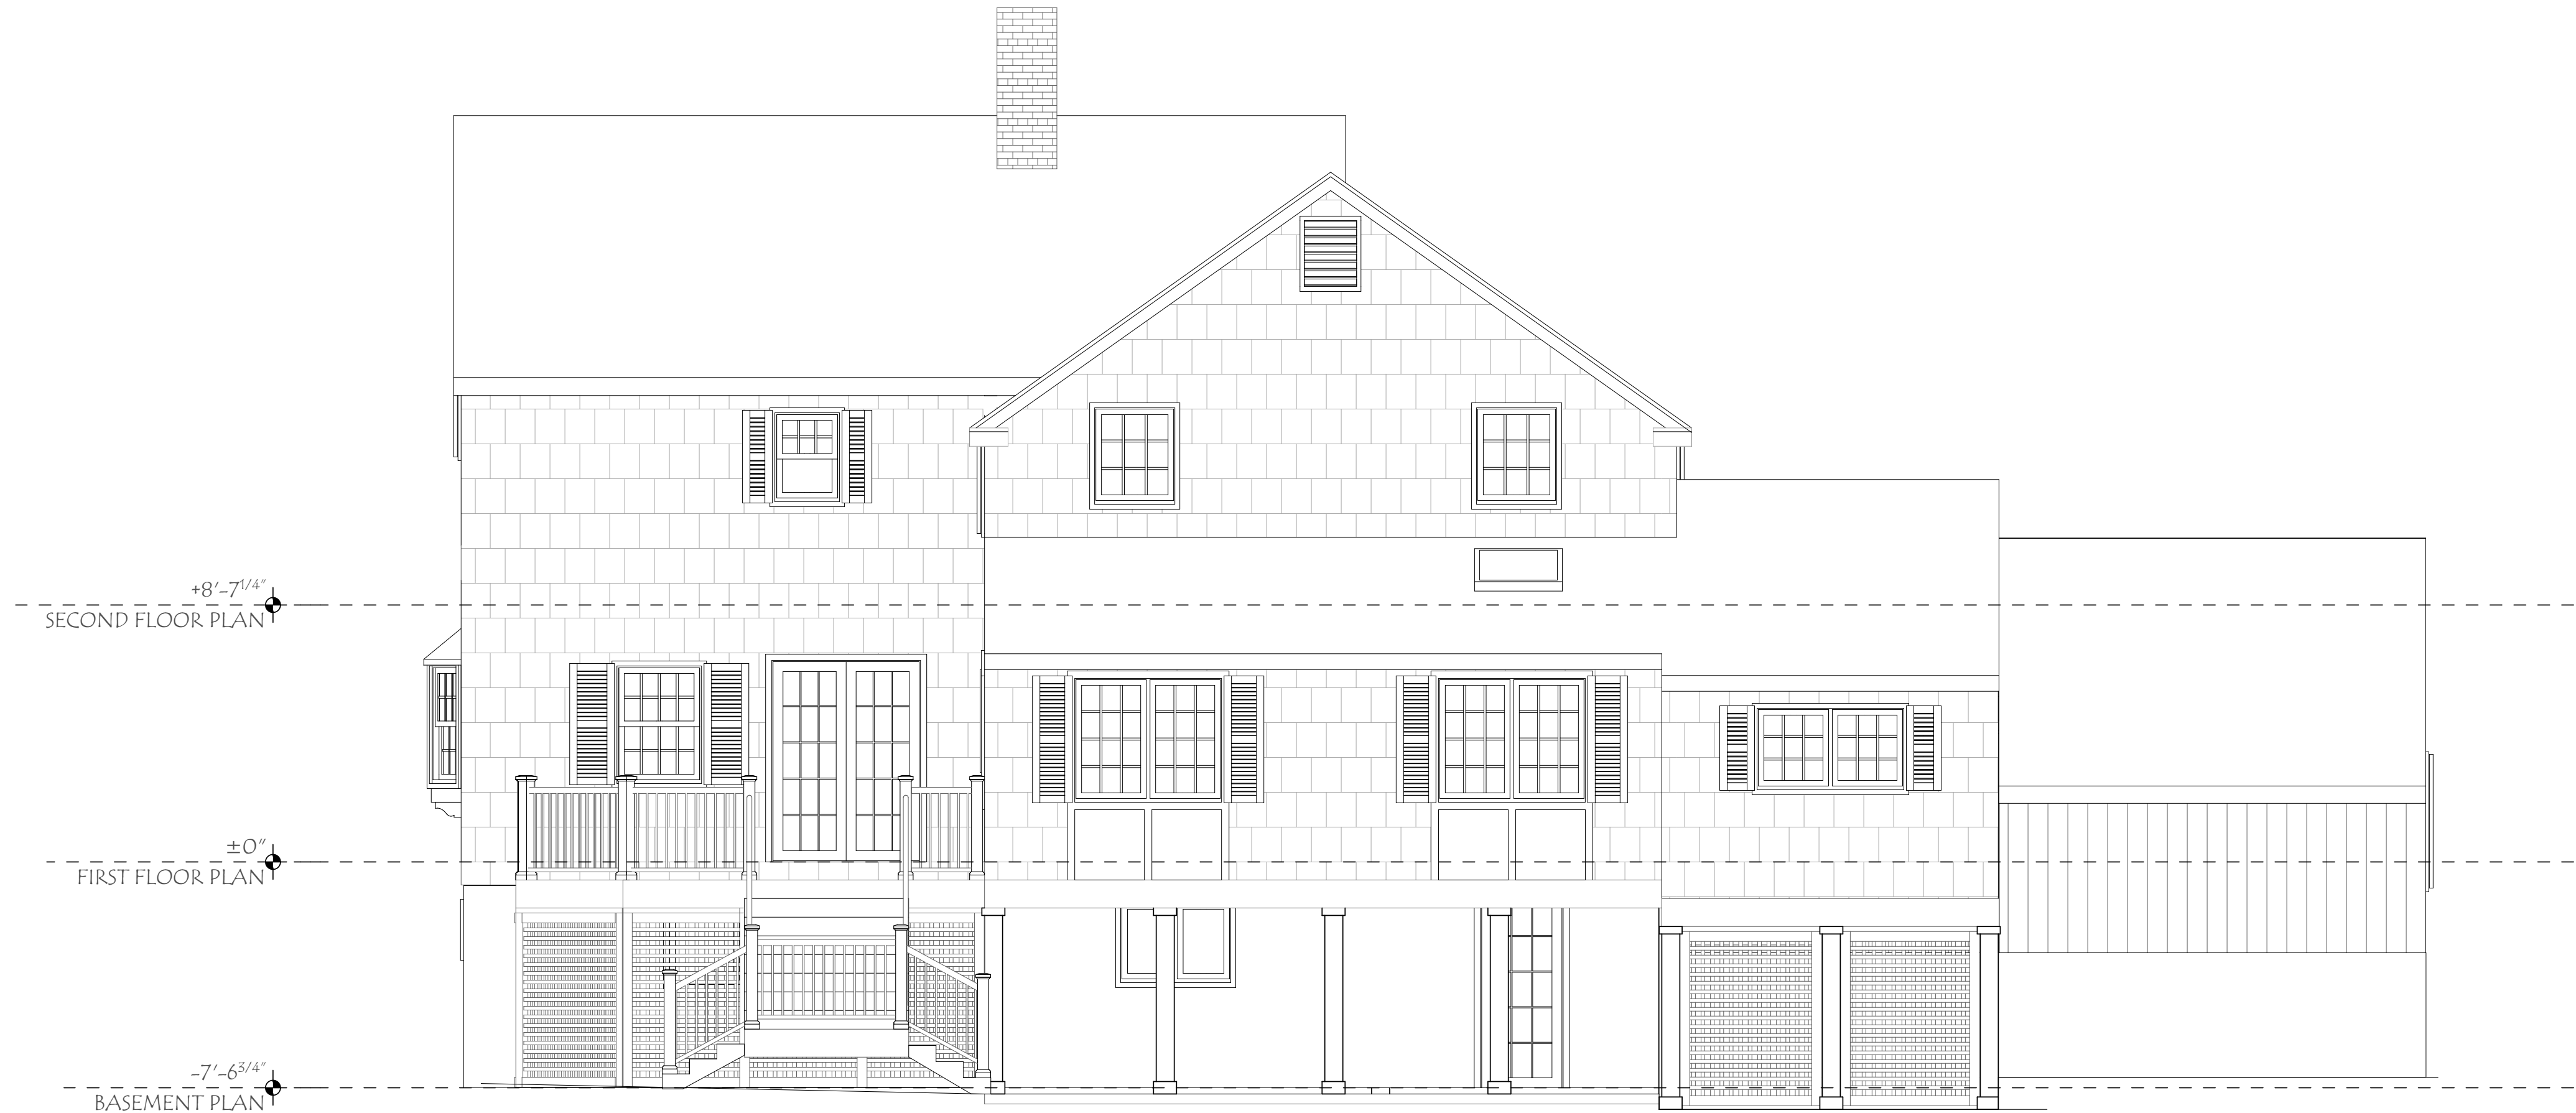 +8'-7 1/4"
SECOND FLOOR PLAN
±0"
FIRST FLOOR PLAN
-7'-6 3/4"
BASEMENT PLAN